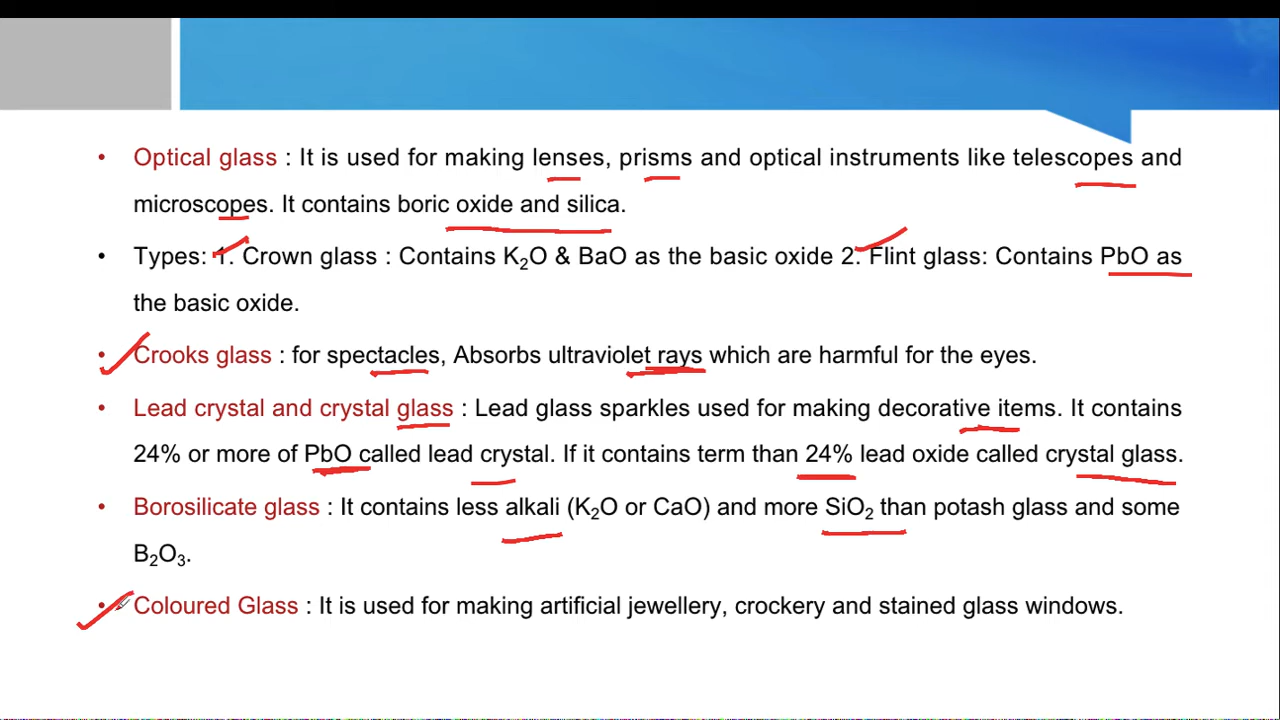 • Optical glass : It is used for making lenses, prisms and optical instruments like telescopes and
microscopes. It contains boric oxide and silica.
• Types: 1. Crown glass : Contains K₂O & BaO as the basic oxide 2. Flint glass: Contains PbO as
the basic oxide.
• Crooks glass : for spectacles, Absorbs ultraviolet rays which are harmful for the eyes.
• Lead crystal and crystal glass : Lead glass sparkles used for making decorative items. It contains
24% or more of PbO called lead crystal. If it contains term than 24% lead oxide called crystal glass.
• Borosilicate glass : It contains less alkali (K₂O or CaO) and more SiO₂ than potash glass and some
B₂O₃.
• Coloured Glass : It is used for making artificial jewellery, crockery and stained glass windows.